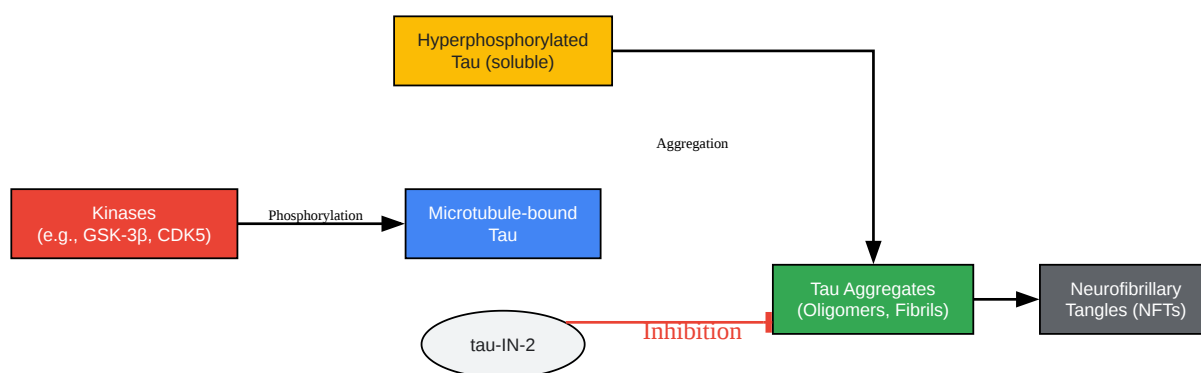 Hyperphosphorylated
Tau (soluble)
Aggregation
Kinases
(e.g., GSK-3β, CDK5)
Phosphorylation
Microtubule-bound
Tau
Tau Aggregates
(Oligomers, Fibrils)
Neurofibrillary
Tangles (NFTs)
Inhibition
tau-IN-2